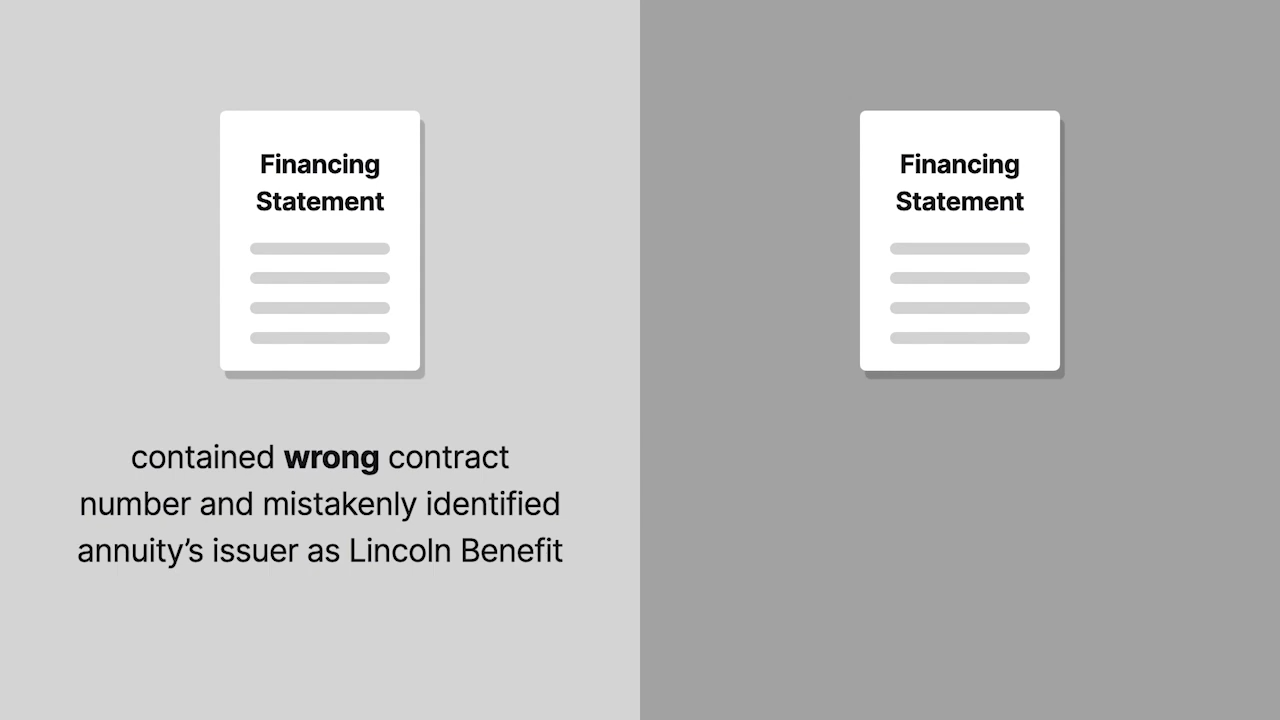 Financing
Statement
contained wrong contract
number and mistakenly identified
annuity’s issuer as Lincoln Benefit
Financing
Statement